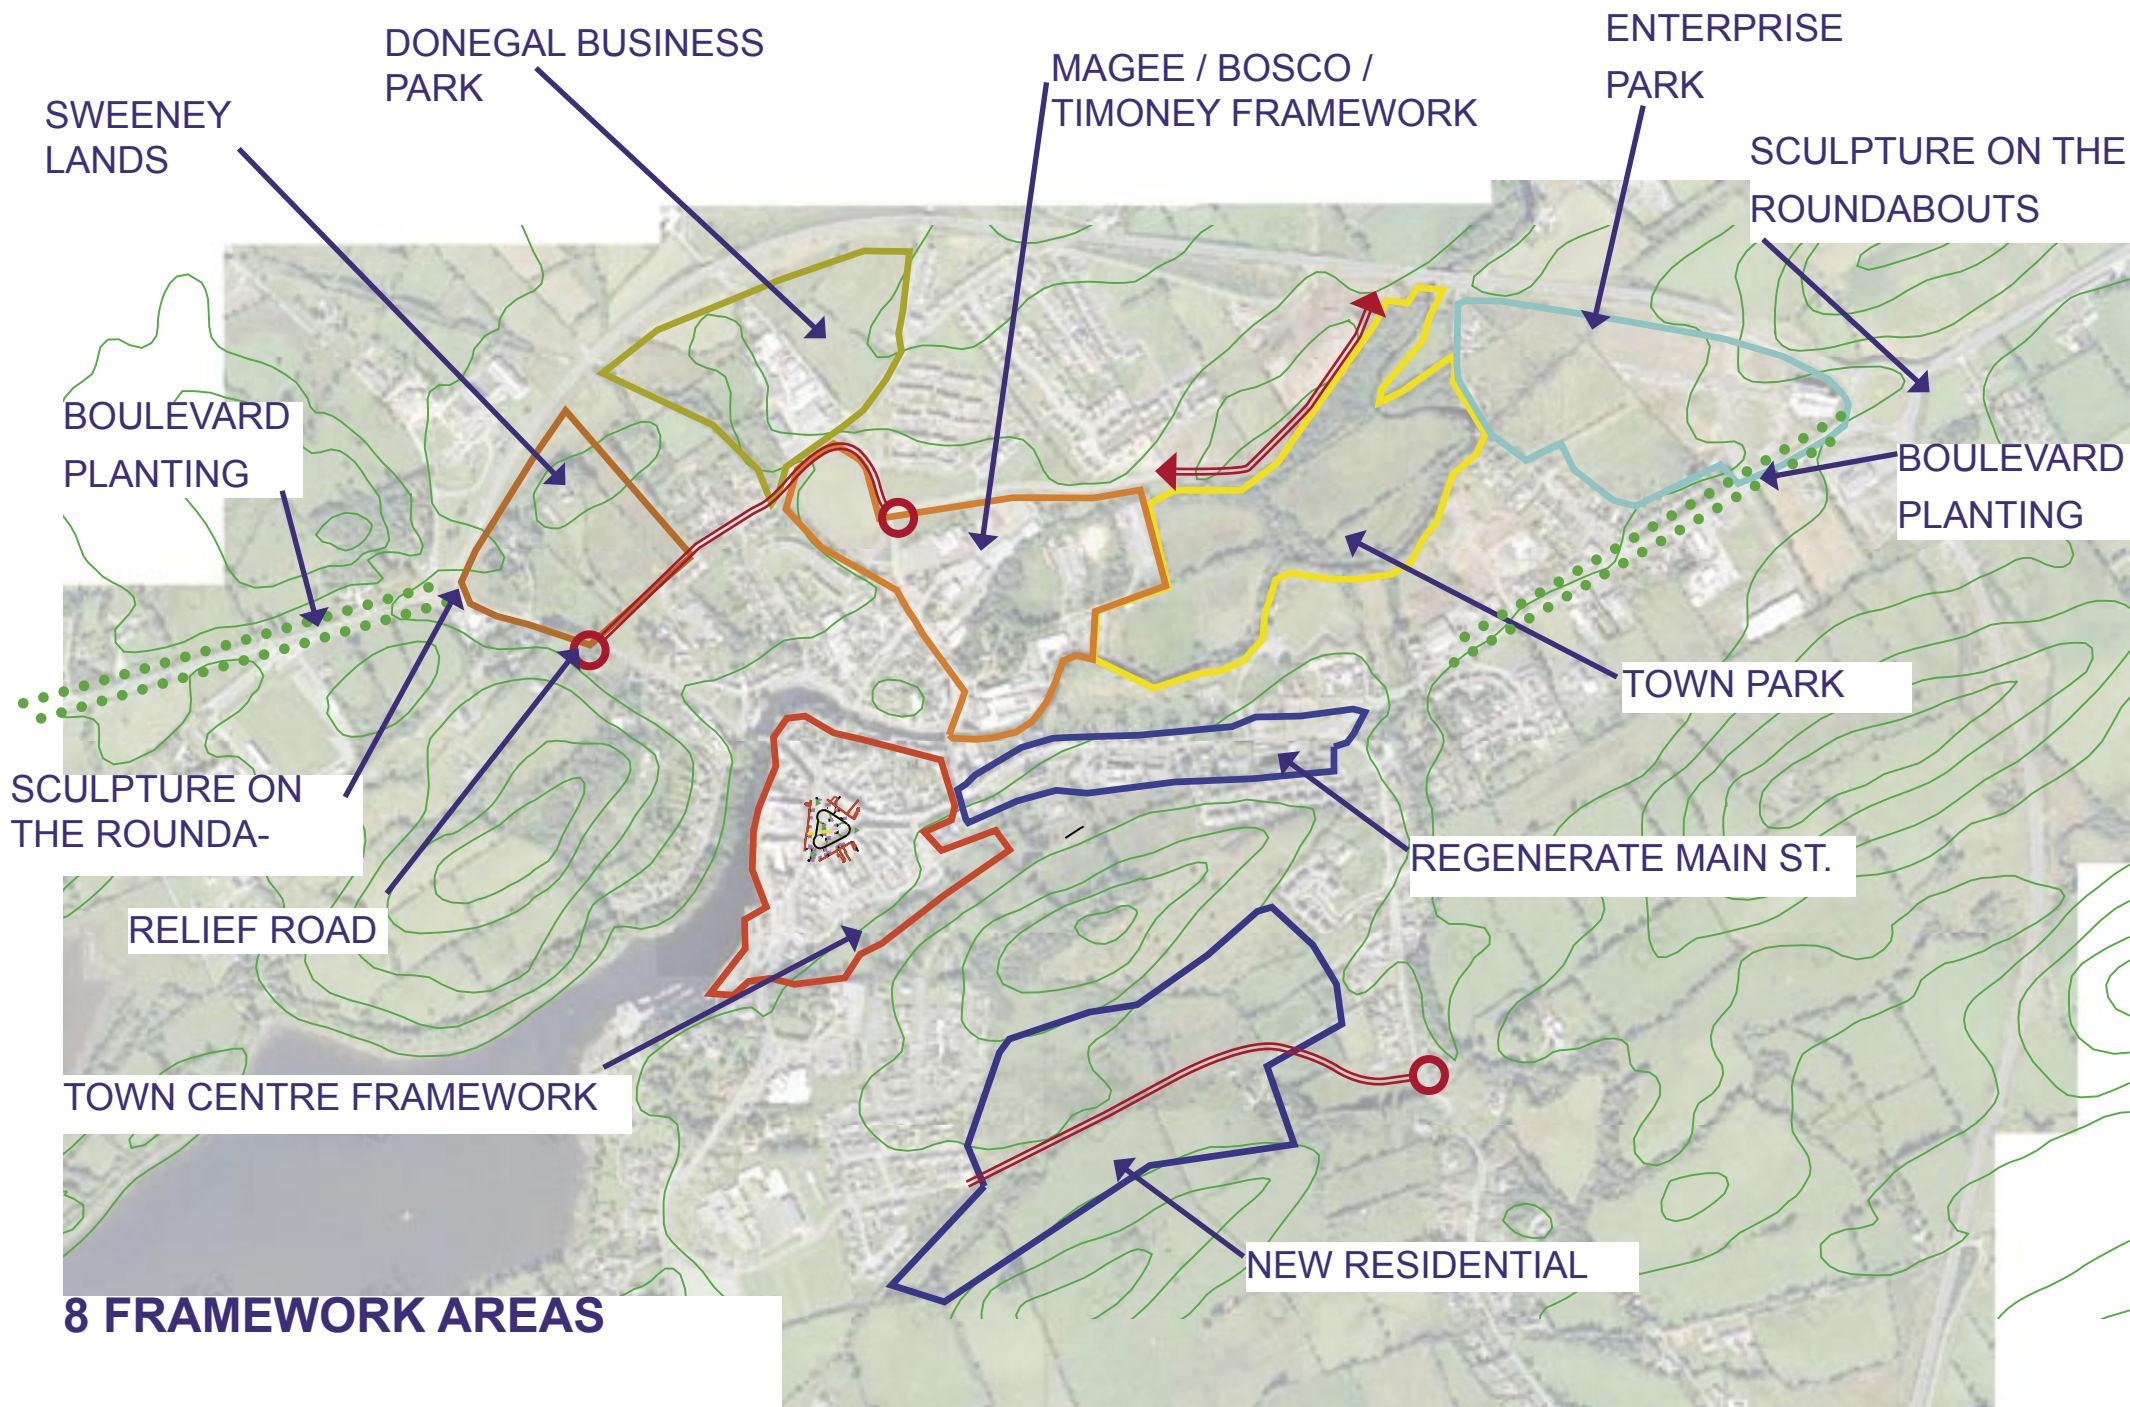 DONEGAL BUSINESS
PARK
MAGEE / BOSCO /
TIMONEY FRAMEWORK
ENTERPRISE
PARK
SWEENEY
LANDS
SCULPTURE ON THE
ROUNDABOUTS
BOULEVARD
PLANTING
BOULEVARD
PLANTING
TOWN PARK
SCULPTURE ON
THE ROUNDA-
REGENERATE MAIN ST.
RELIEF ROAD
TOWN CENTRE FRAMEWORK
NEW RESIDENTIAL
8 FRAMEWORK AREAS